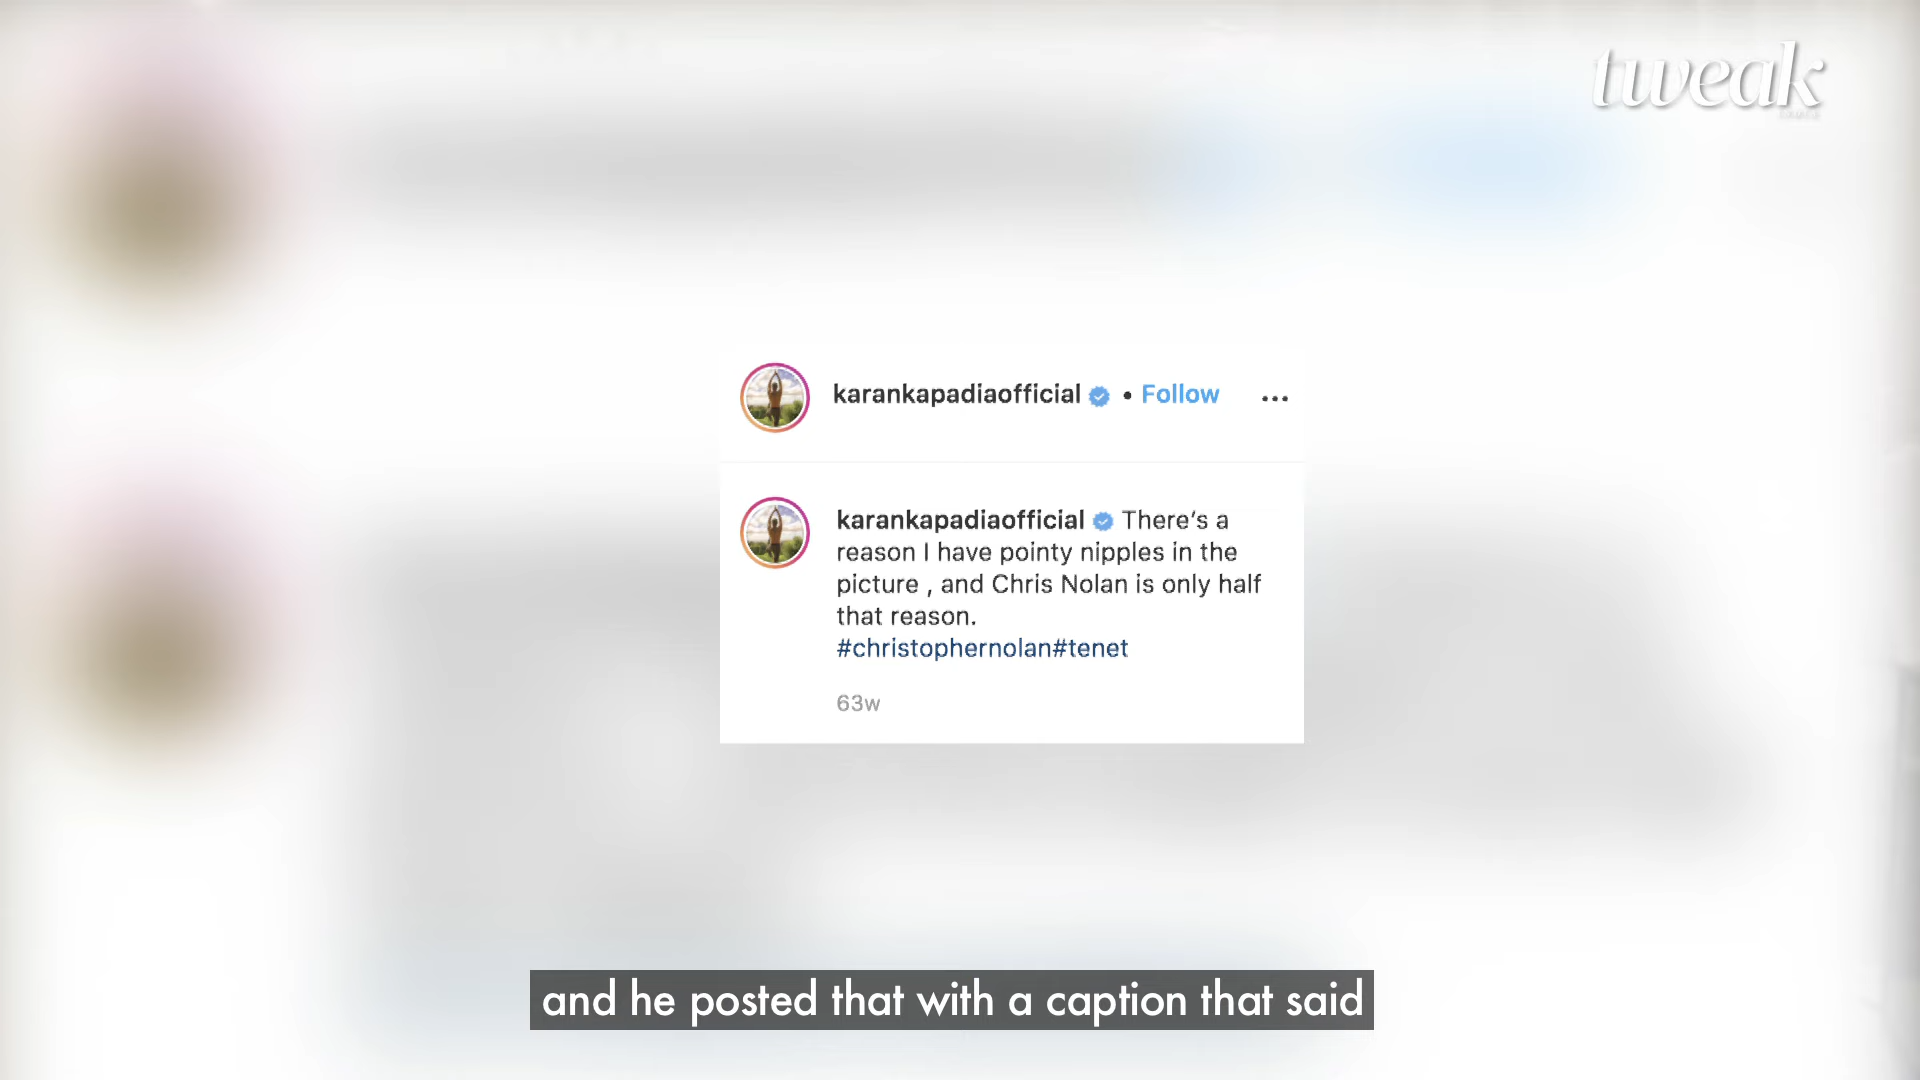 tweak
karankapadiaofficial • Follow ...
karankapadiaofficial There's a
reason I have pointy nipples in the
picture , and Chris Nolan is only half
that reason.
#christophernolan#tenet
63w
and he posted that with a caption that said